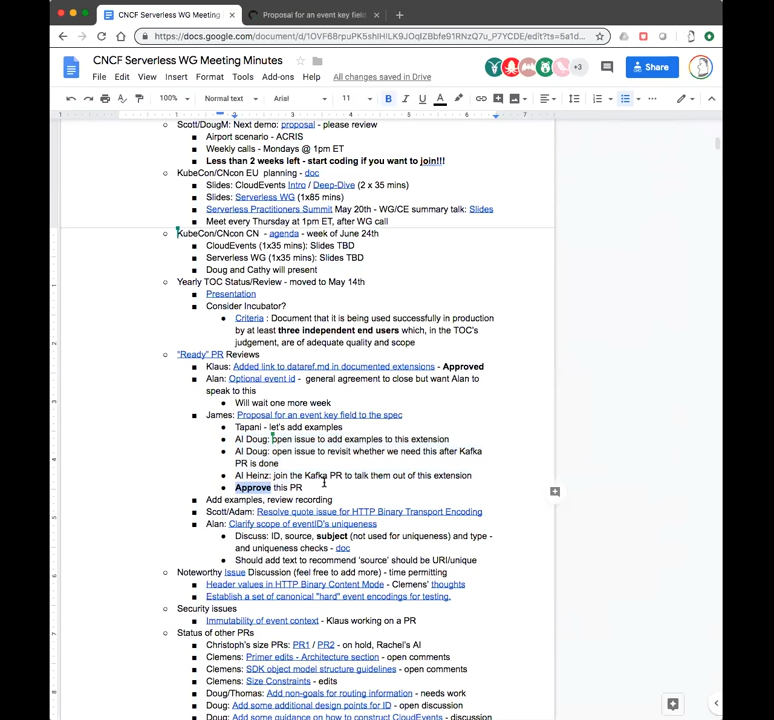 CNCF Serverless WG Meeting
Proposal for an event key field
https://docs.google.com/document/d/
CNCF Serverless WG Meeting Minutes
File Edit View Insert Format Tools Add-ons Help All changes saved in Drive
+3
Share
100% Normal text Arial 11
Scott/DougM: Next demo: proposal - please review
Airport scenario - ACRIS
Weekly calls - Mondays @ 1pm ET
Less than 2 weeks left - start coding if you want to join!!!
KubeCon/CNcon EU planning - doc
Slides: CloudEvents Intro / Deep-Dive (2 x 35 mins)
Slides: Serverless WG (1x85 mins)
Serverless Practitioners Summit May 20th - WG/CE summary talk: Slides
Meet every Thursday at 1pm ET, after WG call
KubeCon/CNcon CN - agenda - week of June 24th
CloudEvents (1x35 mins): Slides TBD
Serverless WG (1x35 mins): Slides TBD
Doug and Cathy will present
Yearly TOC Status/Review - moved to May 14th
Presentation
Consider Incubator?
Criteria : Document that it is being used successfully in production
by at least three independent end users which, in the TOC's
judgement, are of adequate quality and scope
"Ready" PR Reviews
Klaus: Added link to dataref.md in documented extensions - Approved
Alan: Optional event id - general agreement to close but want Alan to
speak to this
Will wait one more week
James: Proposal for an event key field to the spec
Tapani - let's add examples
AI Doug: open issue to add examples to this extension
AI Doug: open issue to revisit whether we need this after Kafka
PR is done
AI Heinz: join the Kafka PR to talk them out of this extension
Approve this PR
Add examples, review recording
Scott/Adam: Resolve quote issue for HTTP Binary Transport Encoding
Alan: Clarify scope of eventID's uniqueness
Discuss: ID, source, subject (not used for uniqueness) and type -
and uniqueness checks - doc
Should add text to recommend 'source' should be URI/unique
Noteworthy Issue Discussion (feel free to add more) - time permitting
Header values in HTTP Binary Content Mode - Clemens' thoughts
Establish a set of canonical "hard" event encodings for testing.
Security issues
Immutability of event context - Klaus working on a PR
Status of other PRs
Christoph's size PRs: PR1 / PR2 - on hold, Rachel's AI
Clemens: Primer edits - Architecture section - open comments
Clemens: SDK object model structure guidelines - open comments
Clemens: Size Constraints - edits
Doug/Thomas: Add non-goals for routing information - needs work
Doug: Add some additional design points for ID - open discussion
Doug: Add some guidance on how to construct CloudEvents - discussion